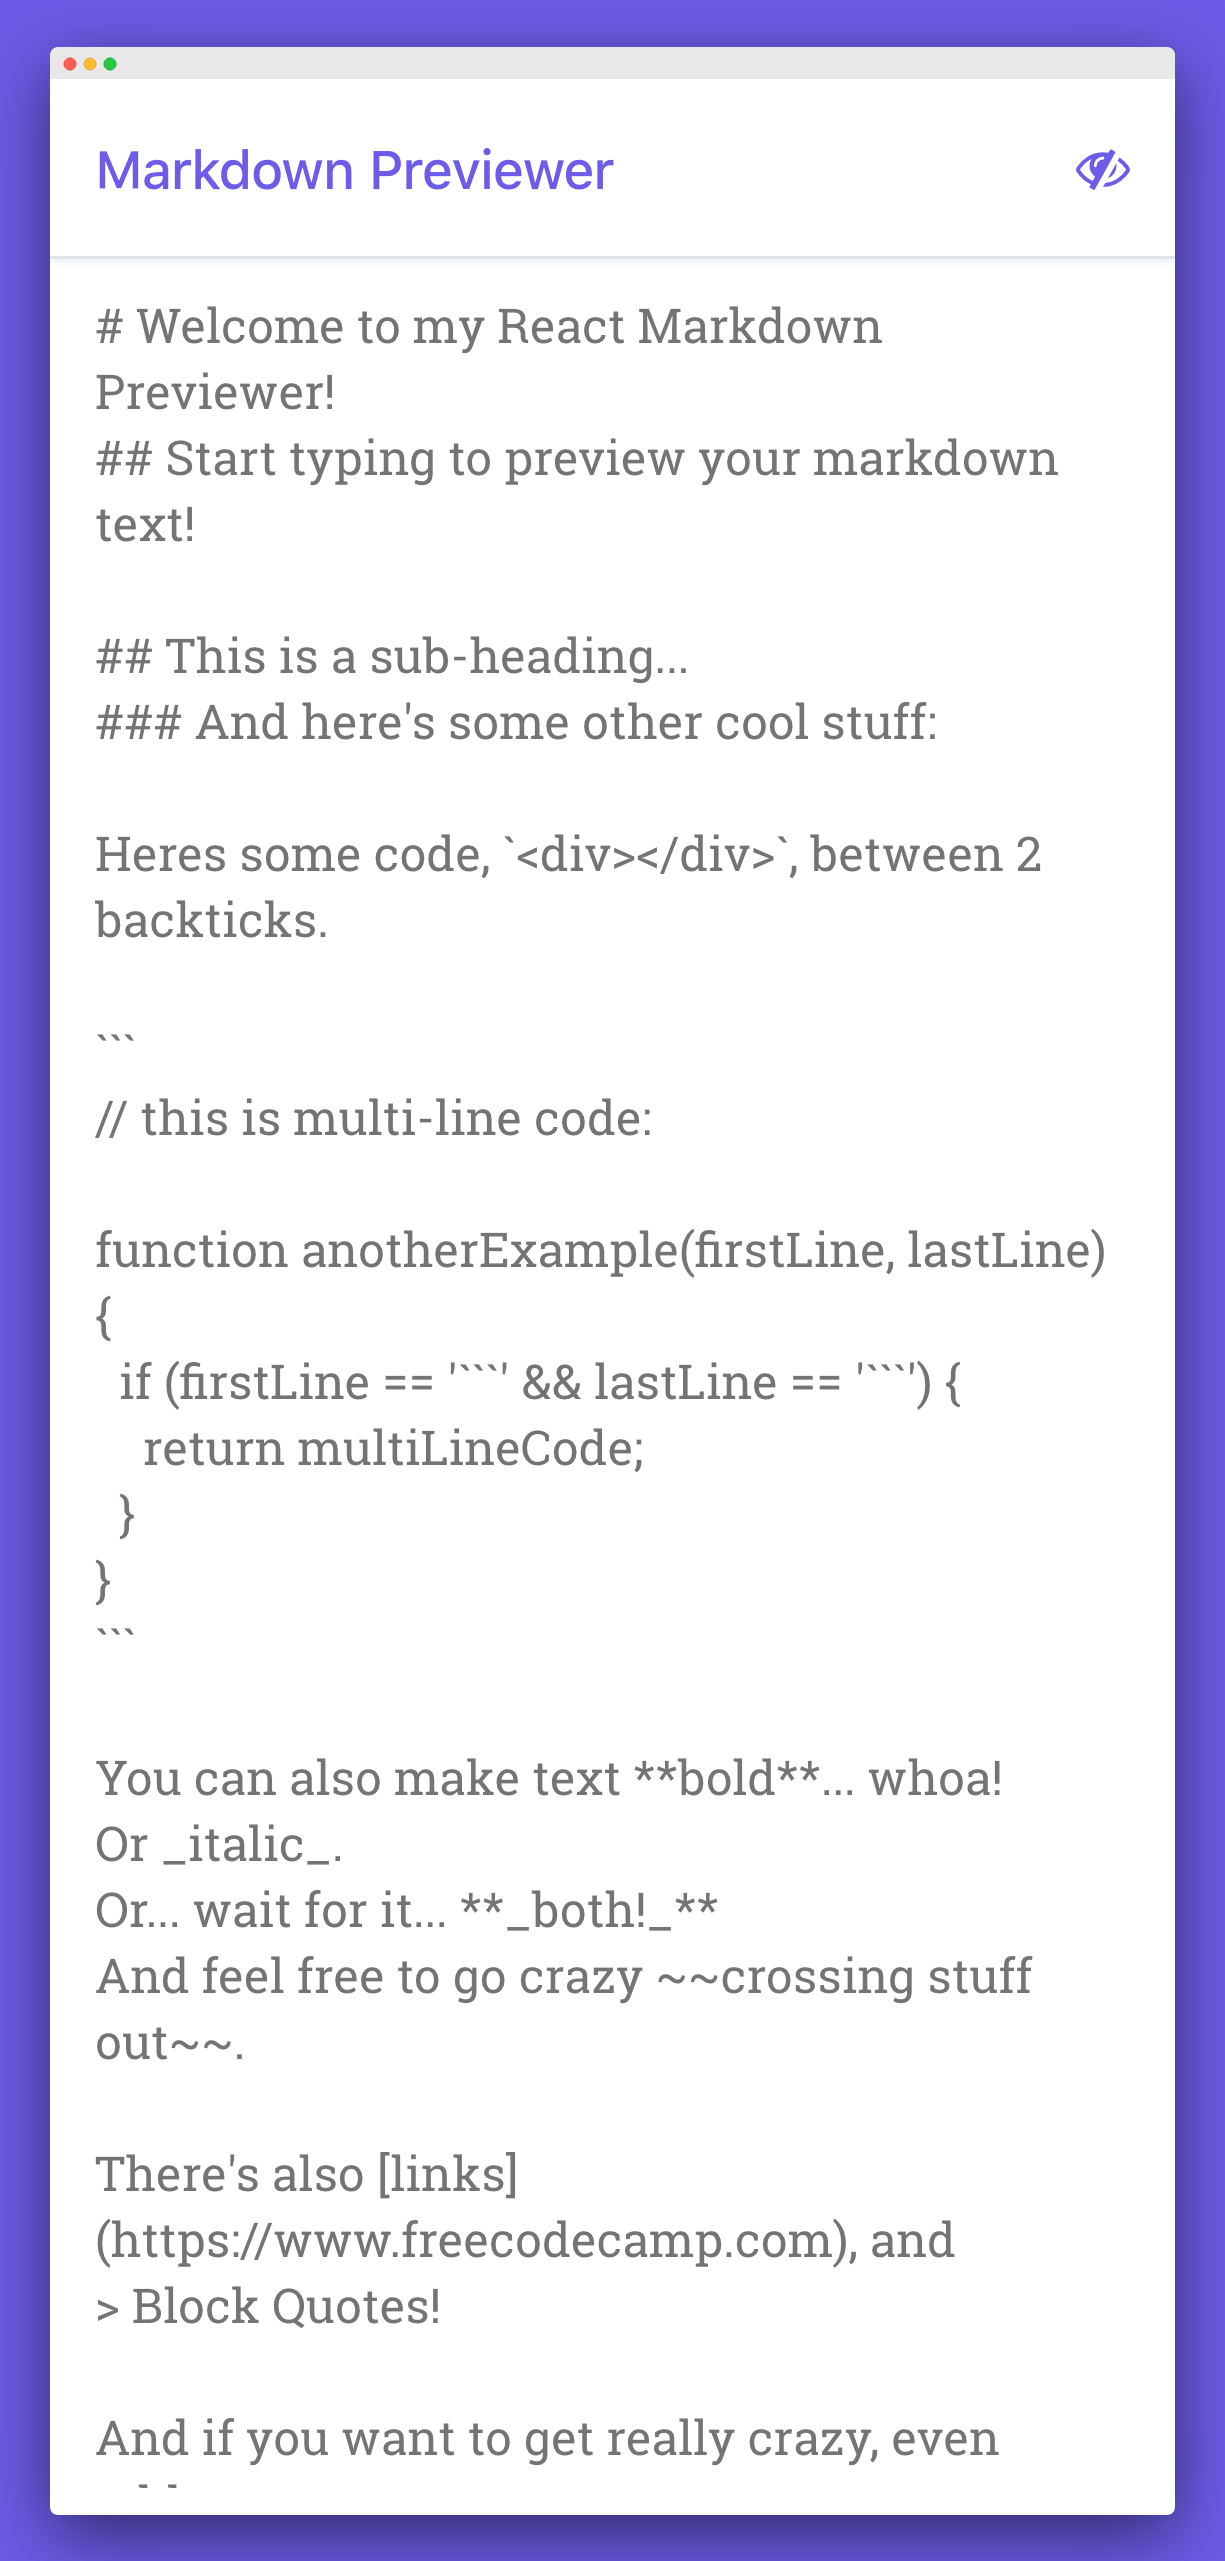 Markdown Previewer
# Welcome to my React Markdown
Previewer!
## Start typing to preview your markdown
text!
## This is a sub-heading...
### And here's some other cool stuff:
Heres some code, `<div></div>`, between 2
backticks.
```
// this is multi-line code:
function anotherExample(firstLine, lastLine)
{
  if (firstLine == '```' && lastLine == '```') {
    return multiLineCode;
  }
}
```
You can also make text **bold**... whoa!
Or _italic_.
Or... wait for it... **_both!_**
And feel free to go crazy ~~crossing stuff
out~~.
There's also [links]
(https://www.freecodecamp.com), and
> Block Quotes!
And if you want to get really crazy, even